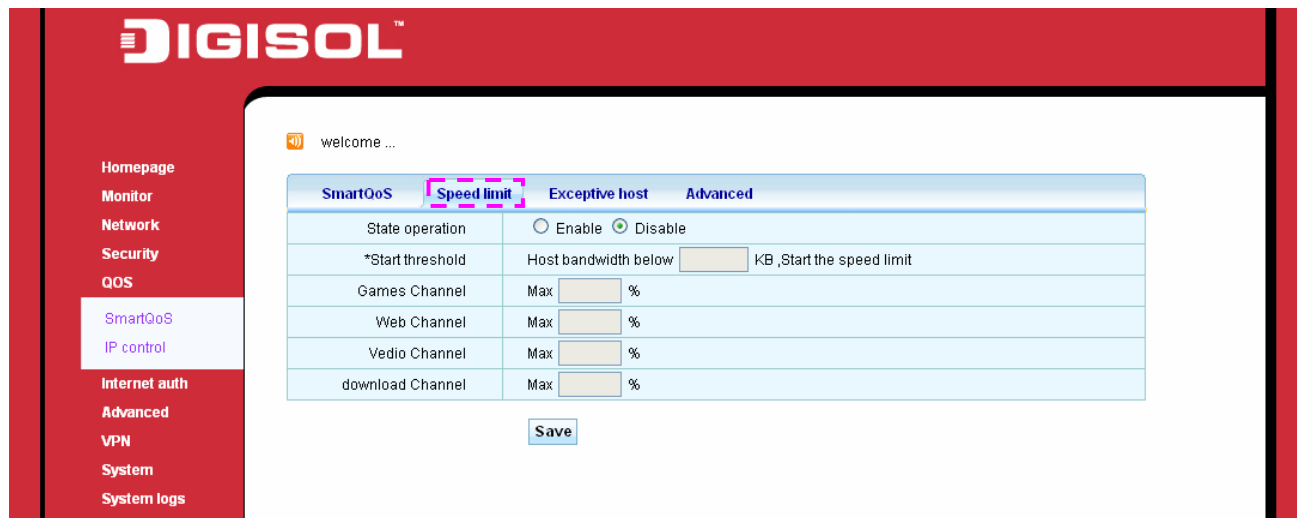 DIGISOL™
welcome ...
Homepage
Monitor
Network
Security
QOS
SmartQoS
IP control
Internet auth
Advanced
VPN
System
System logs
SmartQoS Speed limit Exceptive host Advanced
State operation Enable Disable
*Start threshold Host bandwidth below KB ,Start the speed limit
Games Channel Max %
Web Channel Max %
Vedio Channel Max %
download Channel Max %
Save